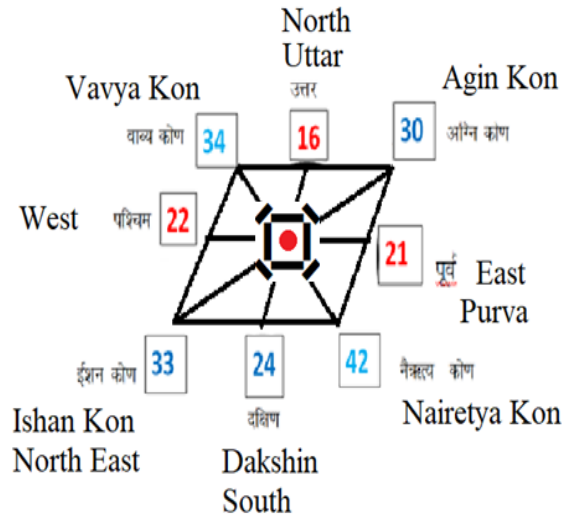 North
Uttar
उत्तर
Vavya Kon
Agin Kon
वाब्य कोण
34
16
30
अग्नि कोण
West
पश्चिम
22
21
पूर्व
East
Purva
ईशन कोण
33
24
42
नैऋत्य कोण
दक्षिण
Ishan Kon
North East
Nairetya Kon
Dakshin
South